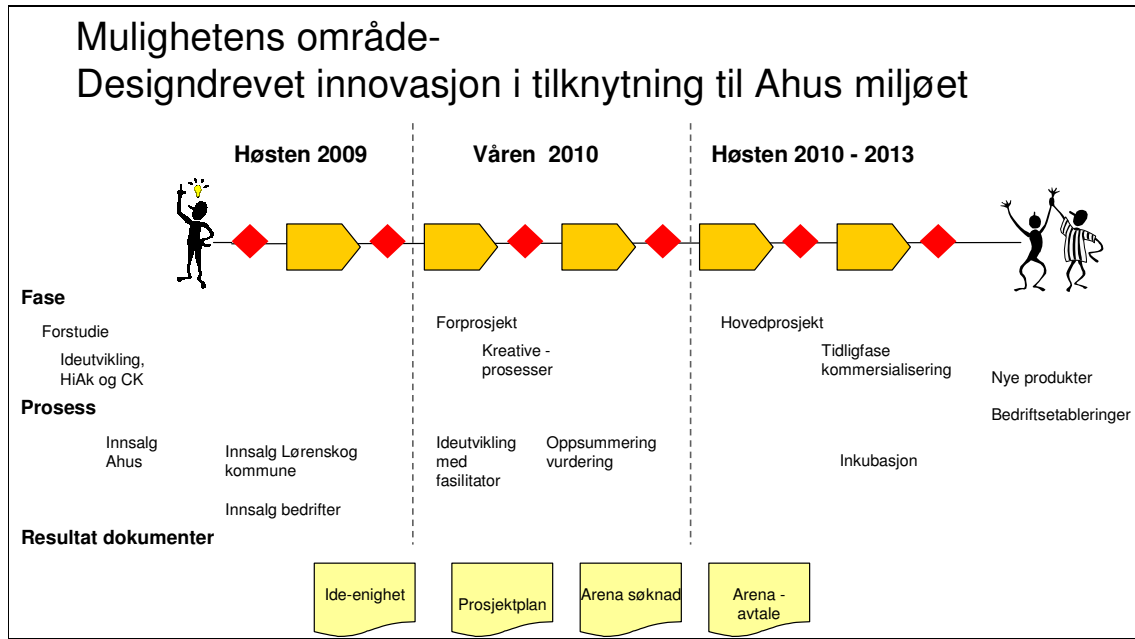 Mulighetens område-
Designdrevet innovasjon i tilknytning til Ahus miljøet
Høsten 2009
Våren  2010
Høsten 2010 - 2013
Fase
Forstudie
Ideutvikling,
HiAk og CK
Forprosjekt
Kreative -
prosesser
Hovedprosjekt
Tidligfase
kommersialisering
Nye produkter
Bedriftsetableringer
Prosess
Innsalg
Ahus
Innsalg Lørenskog
kommune
Innsalg bedrifter
Ideutvikling
med
fasilitator
Oppsummering
vurdering
Inkubasjon
Resultat dokumenter
Ide-enighet
Prosjektplan
Arena søknad
Arena -
avtale